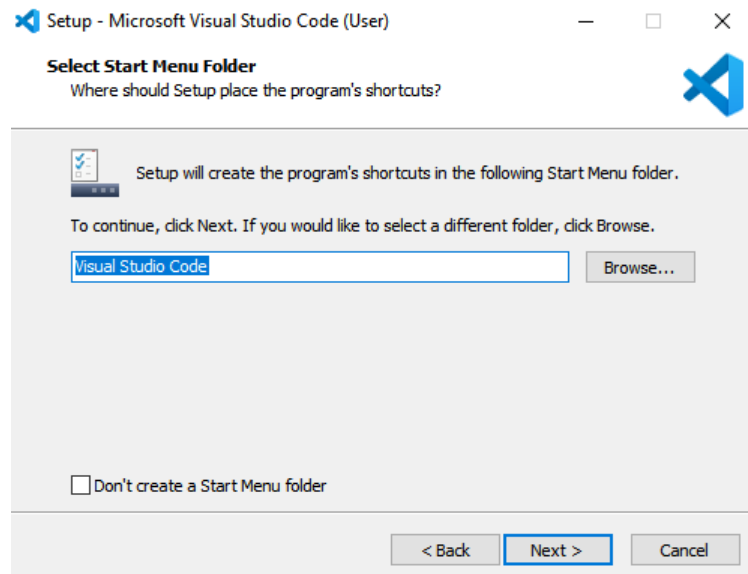 Setup - Microsoft Visual Studio Code (User)
Select Start Menu Folder
Where should Setup place the program's shortcuts?
Setup will create the program's shortcuts in the following Start Menu folder.
To continue, click Next. If you would like to select a different folder, click Browse.
Visual Studio Code
Browse...
Don't create a Start Menu folder
< Back
Next >
Cancel